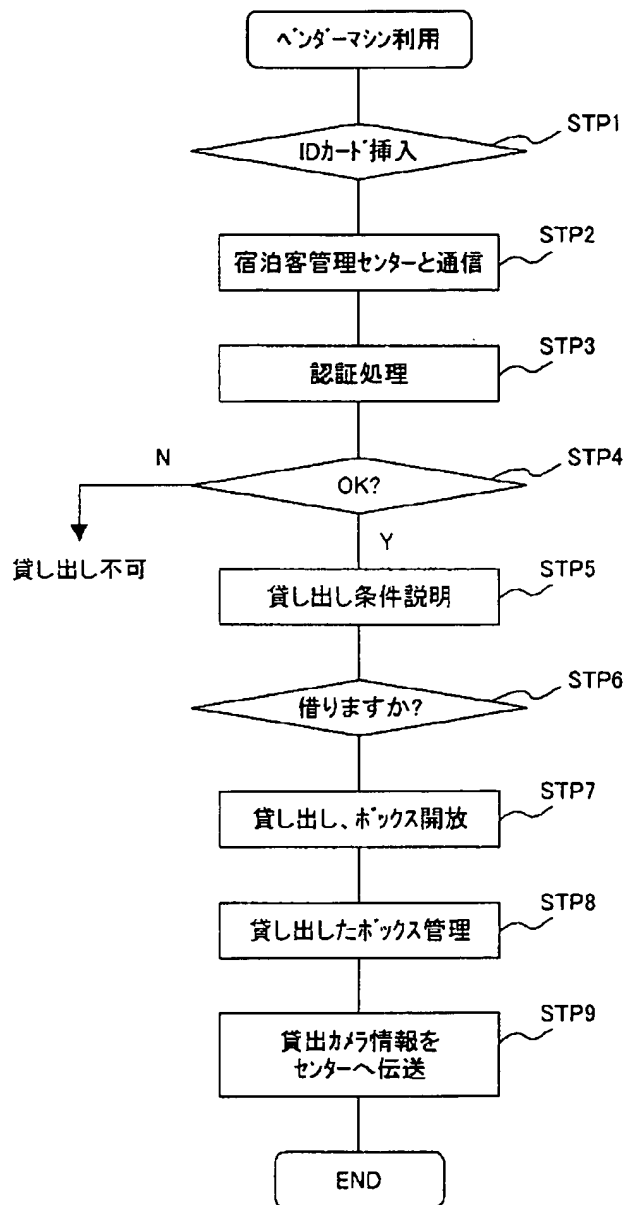 ベンダーマシン利用
STP1
IDカード挿入
STP2
宿泊客管理センターと通信
STP3
認証処理
STP4
N
OK?
Y
貸し出し不可
STP5
貸し出し条件説明
STP6
借りますか?
STP7
貸し出し、ボックス開放
STP8
貸し出したボックス管理
STP9
貸出カメラ情報を
センターへ伝送
END